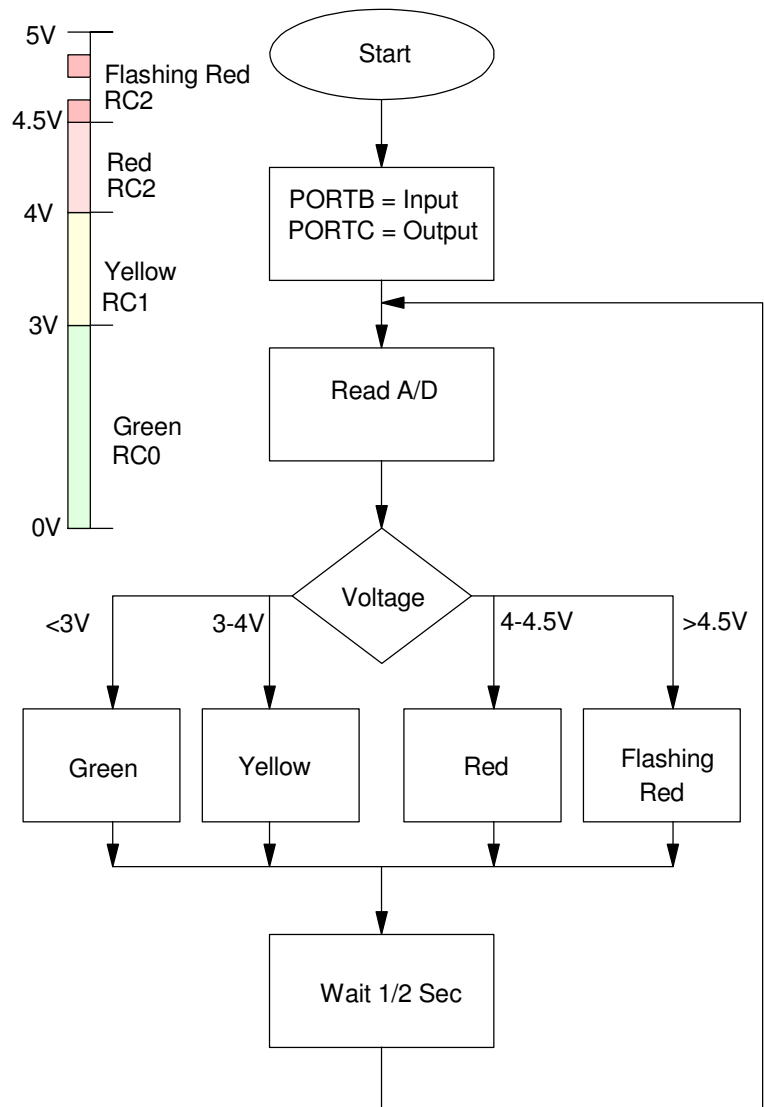 5V
Flashing Red
RC2
4.5V
Red
RC2
4V
Yellow
RC1
3V
Green
RC0
0V
Start
PORTB = Input
PORTC = Output
Read A/D
Voltage
<3V
3-4V
4-4.5V
>4.5V
Green
Yellow
Red
Flashing
Red
Wait 1/2 Sec